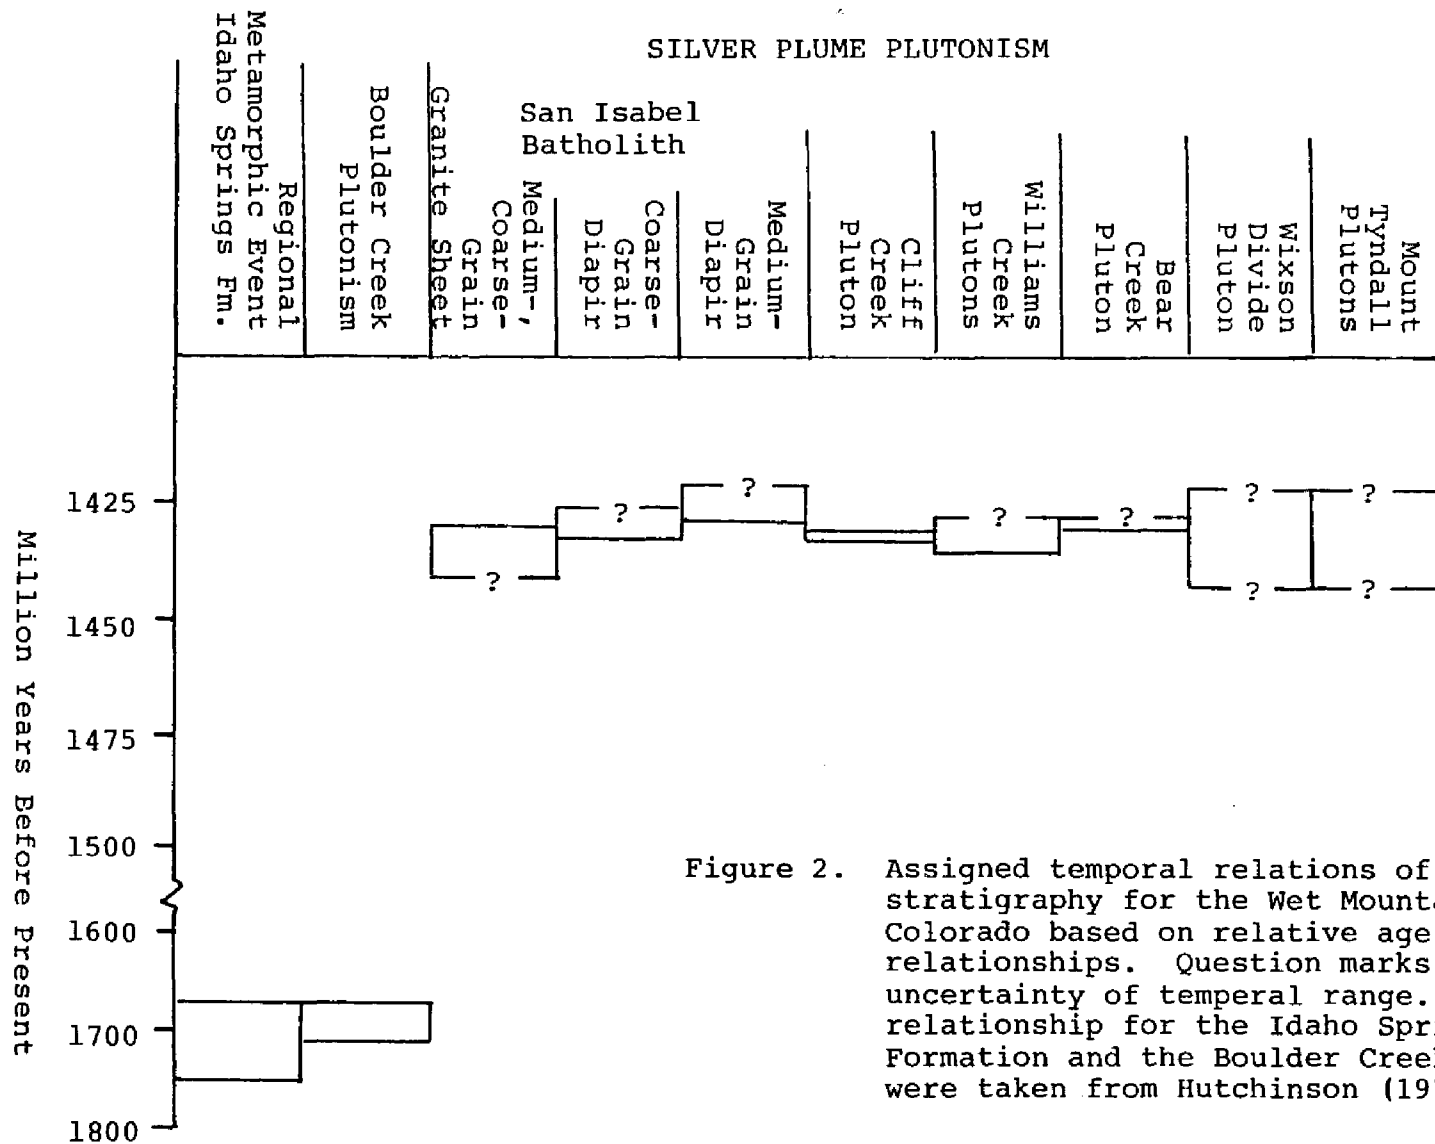 SILVER PLUME PLUTONISM
Regional
Metamorphic Event
Idaho Springs Fm.
Boulder Creek
Plutonism
San Isabel
Batholith
Medium-,
Coarse-
Grain
Granite Sheet
Coarse-
Grain
Diapir
Medium-
Grain
Diapir
Cliff
Creek
Pluton
Williams
Creek
Plutons
Bear
Creek
Pluton
Wixson
Divide
Pluton
Mount
Tyndall
Plutons
Million Years Before Present
1425
1450
1475
1500
1600
1700
1800
?
?
?
?
?
?
?
?
?
?
Figure 2. Assigned temporal relations of
stratigraphy for the Wet Mount
Colorado based on relative age
relationships. Question marks
uncertainty of temperal range.
relationship for the Idaho Spr
Formation and the Boulder Cree
were taken from Hutchinson (19